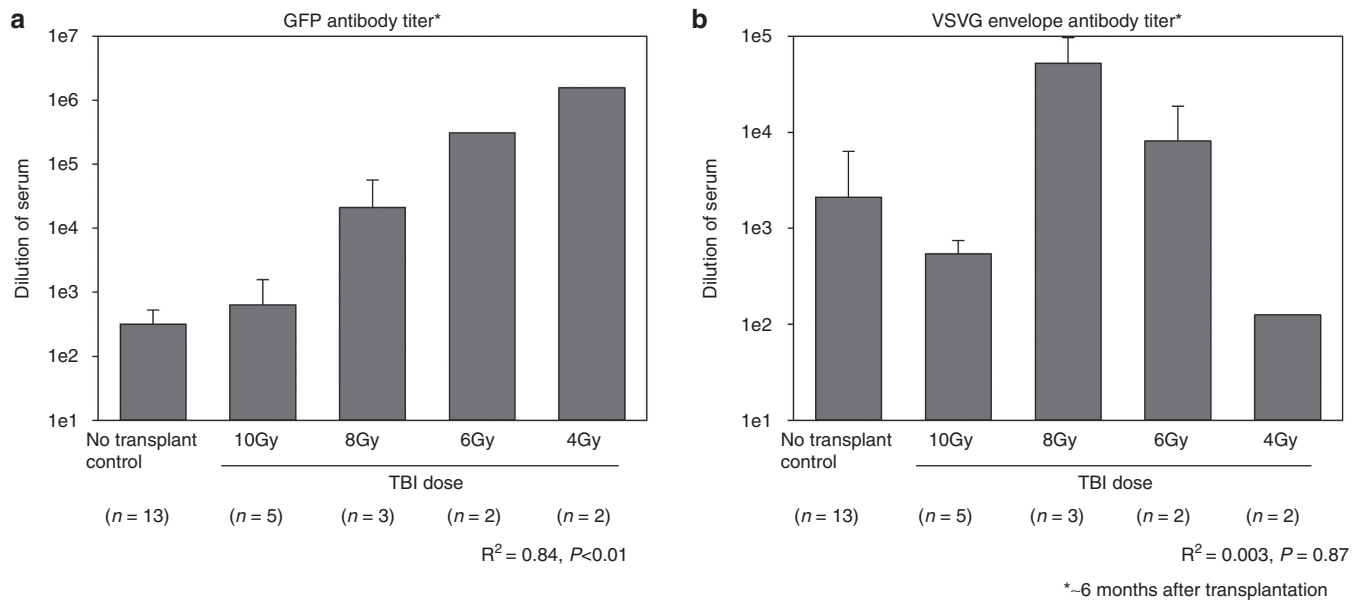 a
GFP antibody titer*
1e7
1e6
1e5
1e4
1e3
1e2
1e1
Dilution of serum
No transplant
control
10Gy
8Gy
6Gy
4Gy
TBI dose
(n = 13)
(n = 5)
(n = 3)
(n = 2)
(n = 2)
R² = 0.84, P<0.01
b
VSVG envelope antibody titer*
1e5
1e4
1e3
1e2
1e1
Dilution of serum
No transplant
control
10Gy
8Gy
6Gy
4Gy
TBI dose
(n = 13)
(n = 5)
(n = 3)
(n = 2)
(n = 2)
R² = 0.003, P = 0.87
*~6 months after transplantation